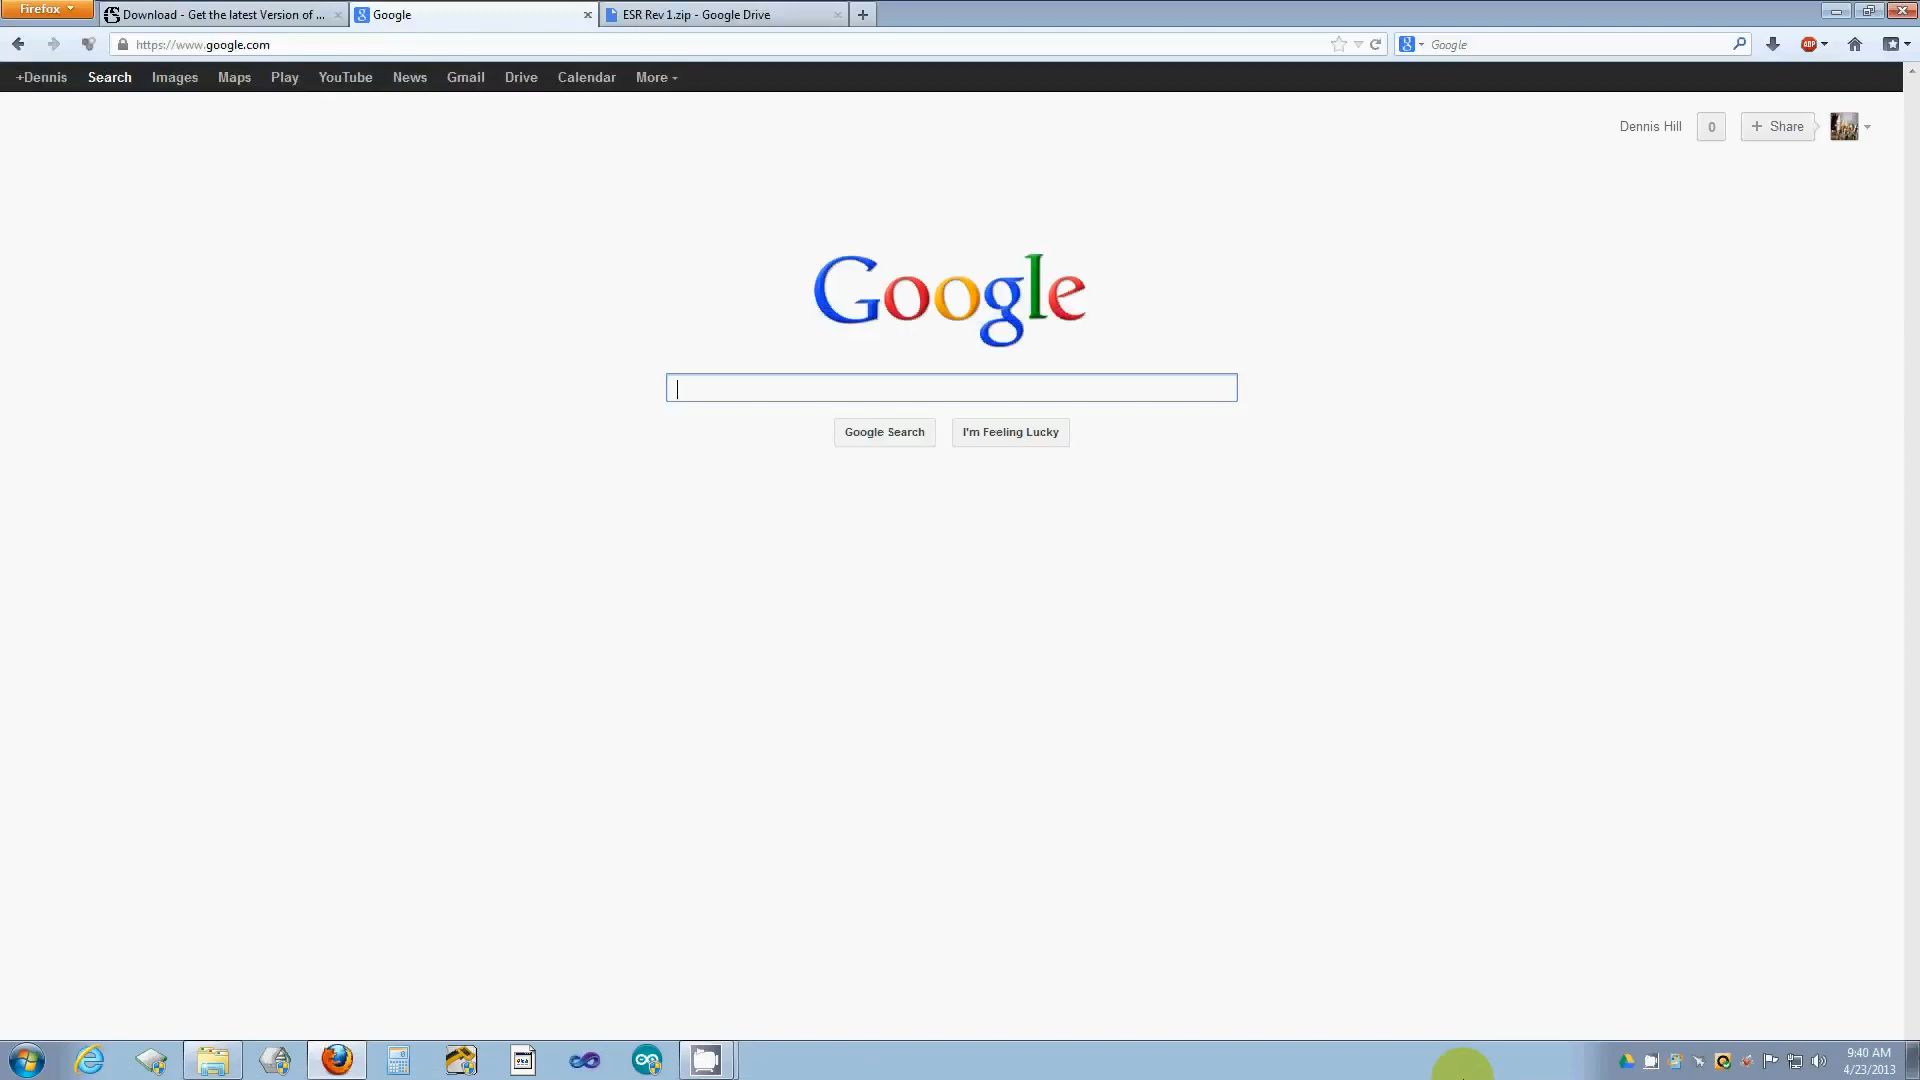 Firefox
Download - Get the latest Version of ...
Google
ESR Rev 1.zip - Google Drive
https://www.google.com
Google
ABP
+Dennis Search Images Maps Play YouTube News Gmail Drive Calendar More
Dennis Hill 0 + Share
Google
Google Search I'm Feeling Lucky
9:40 AM
4/23/2013